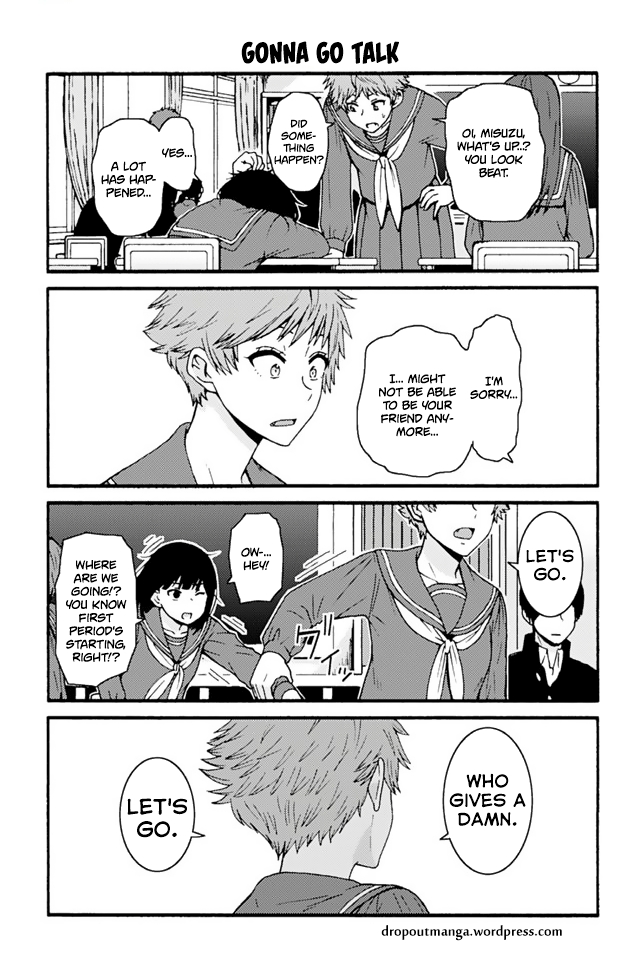 GONNA GO TALK
OI, MISUZU,
WHAT'S UP..?
YOU LOOK
BEAT.
DID
SOME-
THING
HAPPEN?
YES...
A LOT
HAS HAP-
PENED...
I'M
SORRY...
I... MIGHT
NOT BE ABLE
TO BE YOUR
FRIEND ANY-
MORE...
LET'S
GO.
OW-...
HEY!
WHERE
ARE WE
GOING!?
YOU KNOW
FIRST
PERIOD'S
STARTING,
RIGHT!?
WHO
GIVES A
DAMN.
LET'S
GO.
dropoutmanga.wordpress.com